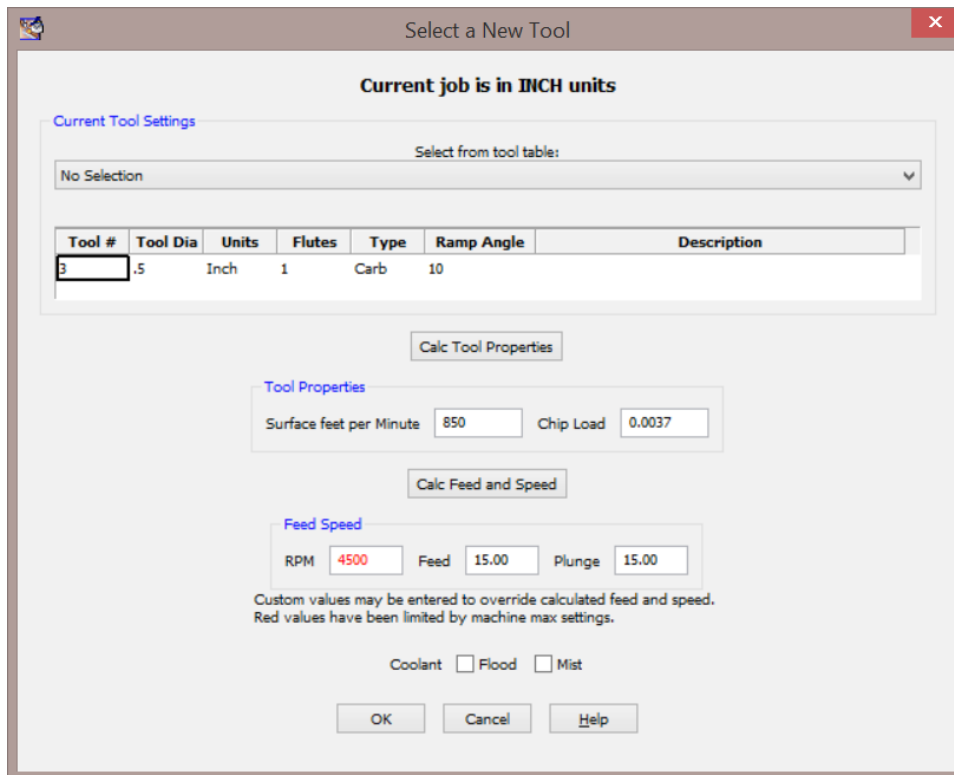 Select a New Tool
Current job is in INCH units
Current Tool Settings
Select from tool table:
No Selection
Tool # Tool Dia Units Flutes Type Ramp Angle Description
3 .5 Inch 1 Carb 10
Calc Tool Properties
Tool Properties
Surface feet per Minute 850 Chip Load 0.0037
Calc Feed and Speed
Feed Speed
RPM 4500 Feed 15.00 Plunge 15.00
Custom values may be entered to override calculated feed and speed.
Red values have been limited by machine max settings.
Coolant Flood Mist
OK Cancel Help